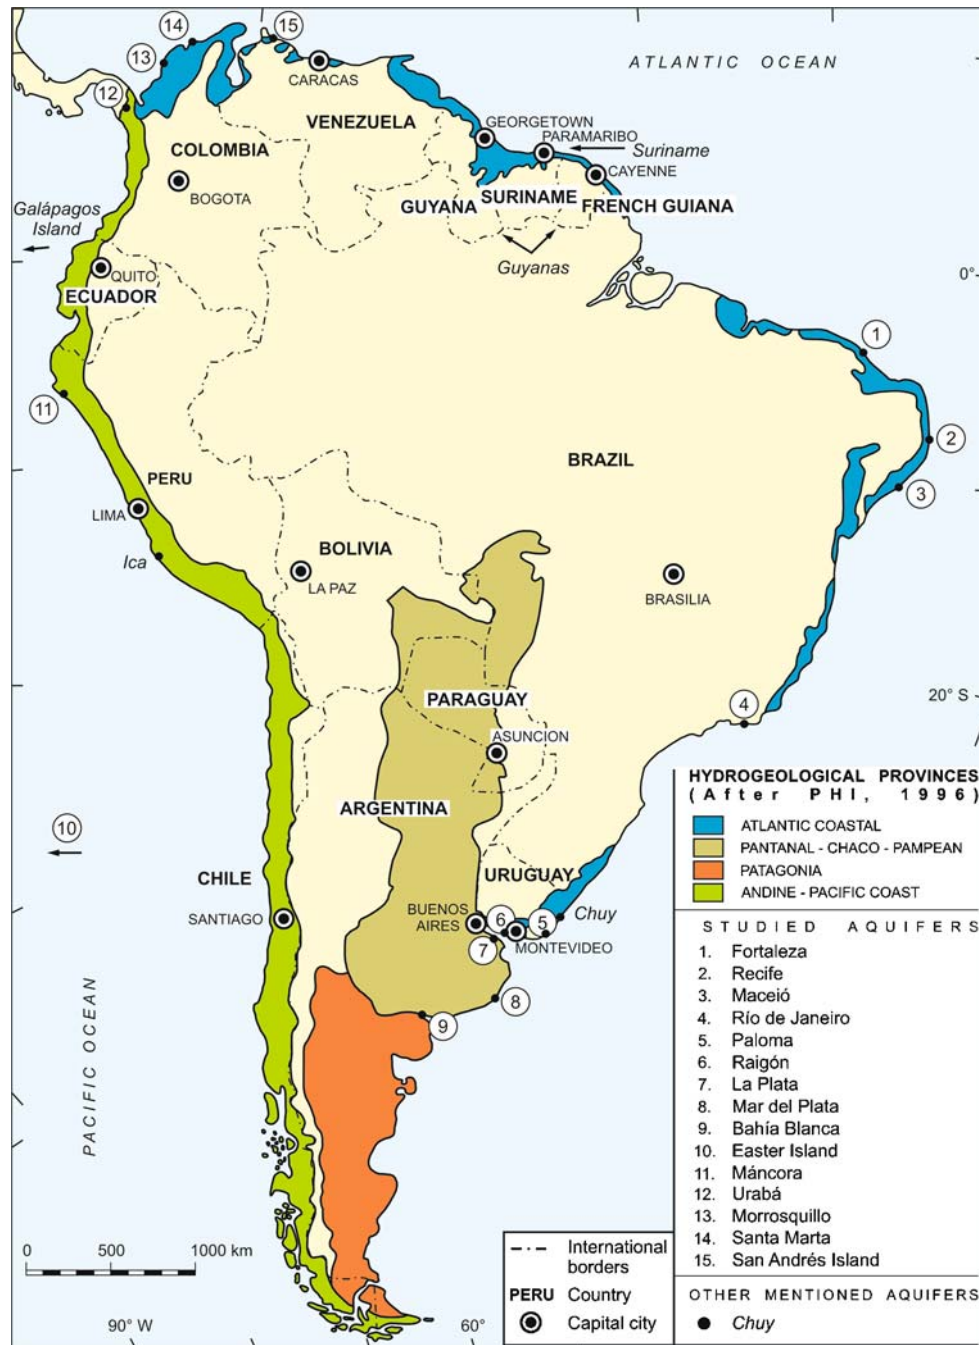 14
15
13
CARACAS
ATLANTIC OCEAN
12
VENEZUELA
GEORGETOWN
PARAMARIBO
Suriname
COLOMBIA
CAYENNE
BOGOTA
GUYANA
SURINAME
FRENCH GUIANA
Galápagos
Island
Guyanas
QUITO
0°
ECUADOR
1
11
2
BRAZIL
3
PERU
LIMA
BOLIVIA
Ica
LA PAZ
BRASILIA
PARAGUAY
20° S
4
ASUNCION
ARGENTINA
10
CHILE
URUGUAY
BUENOS
AIRES
6
5
Chuy
SANTIAGO
7
MONTEVIDEO
8
9
PACIFIC OCEAN
HYDROGEOLOGICAL PROVINCES
(After PHI, 1996)
ATLANTIC COASTAL
PANTANAL - CHACO - PAMPEAN
PATAGONIA
ANDINE - PACIFIC COAST
STUDIED AQUIFERS
1. Fortaleza
2. Recife
3. Maceió
4. Río de Janeiro
5. Paloma
6. Raigón
7. La Plata
8. Mar del Plata
9. Bahía Blanca
10. Easter Island
11. Máncora
12. Urabá
13. Morrosquillo
14. Santa Marta
15. San Andrés Island
OTHER MENTIONED AQUIFERS
Chuy
International
borders
PERU Country
Capital city
0 500 1000 km
90° W
60°